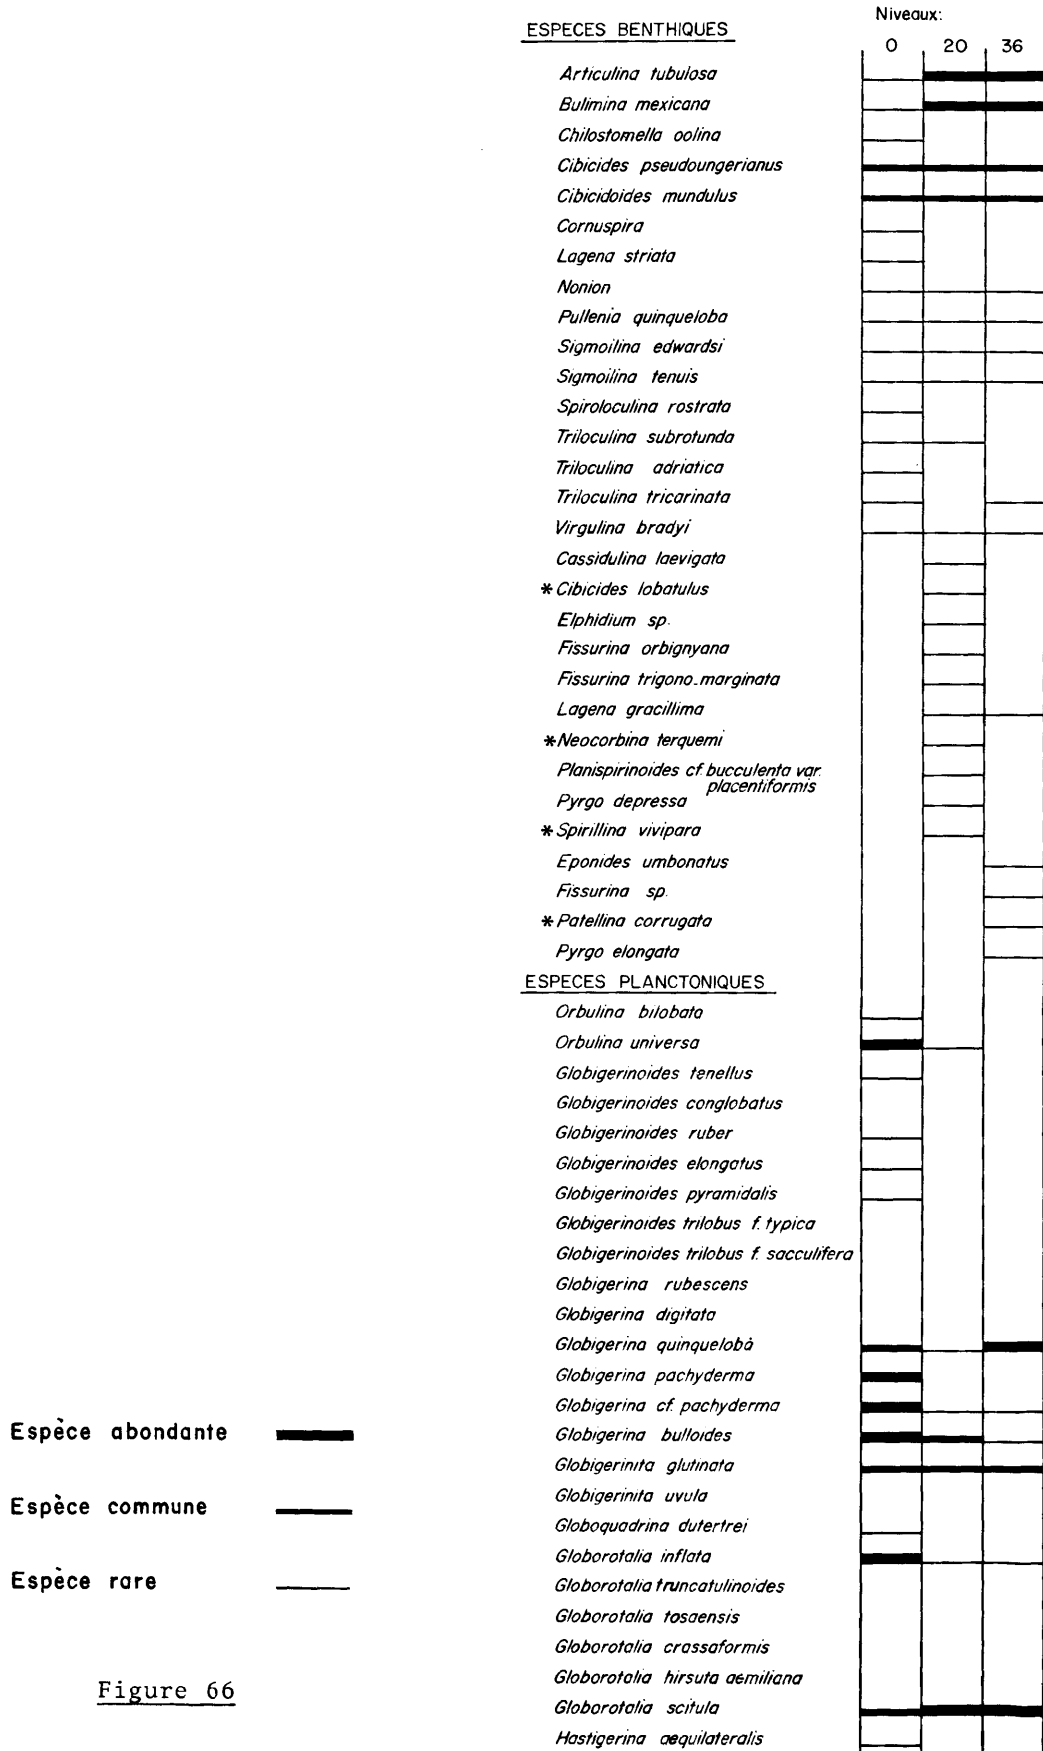 Niveaux:
ESPECES BENTHIQUES
0 20 36
Articulina tubulosa
Bulimina mexicana
Chilostomella oolina
Cibicides pseudoungerianus
Cibicidoides mundulus
Cornuspira
Lagena striata
Nonion
Pullenia quinqueloba
Sigmoilina edwardsi
Sigmoilina tenuis
Spiroloculina rostrata
Triloculina subrotunda
Triloculina adriatica
Triloculina tricarinata
Virgulina bradyi
Cassidulina laevigata
* Cibicides lobatulus
Elphidium sp.
Fissurina orbignyana
Fissurina trigono-marginata
Lagena gracillima
* Neocorbina terquemi
Planispirinoides cf. bucculenta var.
placentiformis
Pyrgo depressa
* Spirillina vivipara
Eponides umbonatus
Fissurina sp.
* Patellina corrugata
Pyrgo elongata
ESPECES PLANCTONIQUES
Orbulina bilobata
Orbulina universa
Globigerinoides tenellus
Globigerinoides conglobatus
Globigerinoides ruber
Globigerinoides elongatus
Globigerinoides pyramidalis
Globigerinoides trilobus f. typica
Globigerinoides trilobus f. sacculifera
Globigerina rubescens
Globigerina digitata
Globigerina quinqueloba
Globigerina pachyderma
Globigerina cf. pachyderma
Globigerina bulloides
Globigerinita glutinata
Globigerinita uvula
Globoquadrina dutertrei
Globorotalia inflata
Globorotalia truncatulinoides
Globorotalia tosaensis
Globorotalia crassaformis
Globorotalia hirsuta aemiliana
Globorotalia scitula
Hastigerina aequilateralis
Espèce abondante
Espèce commune
Espèce rare
Figure 66